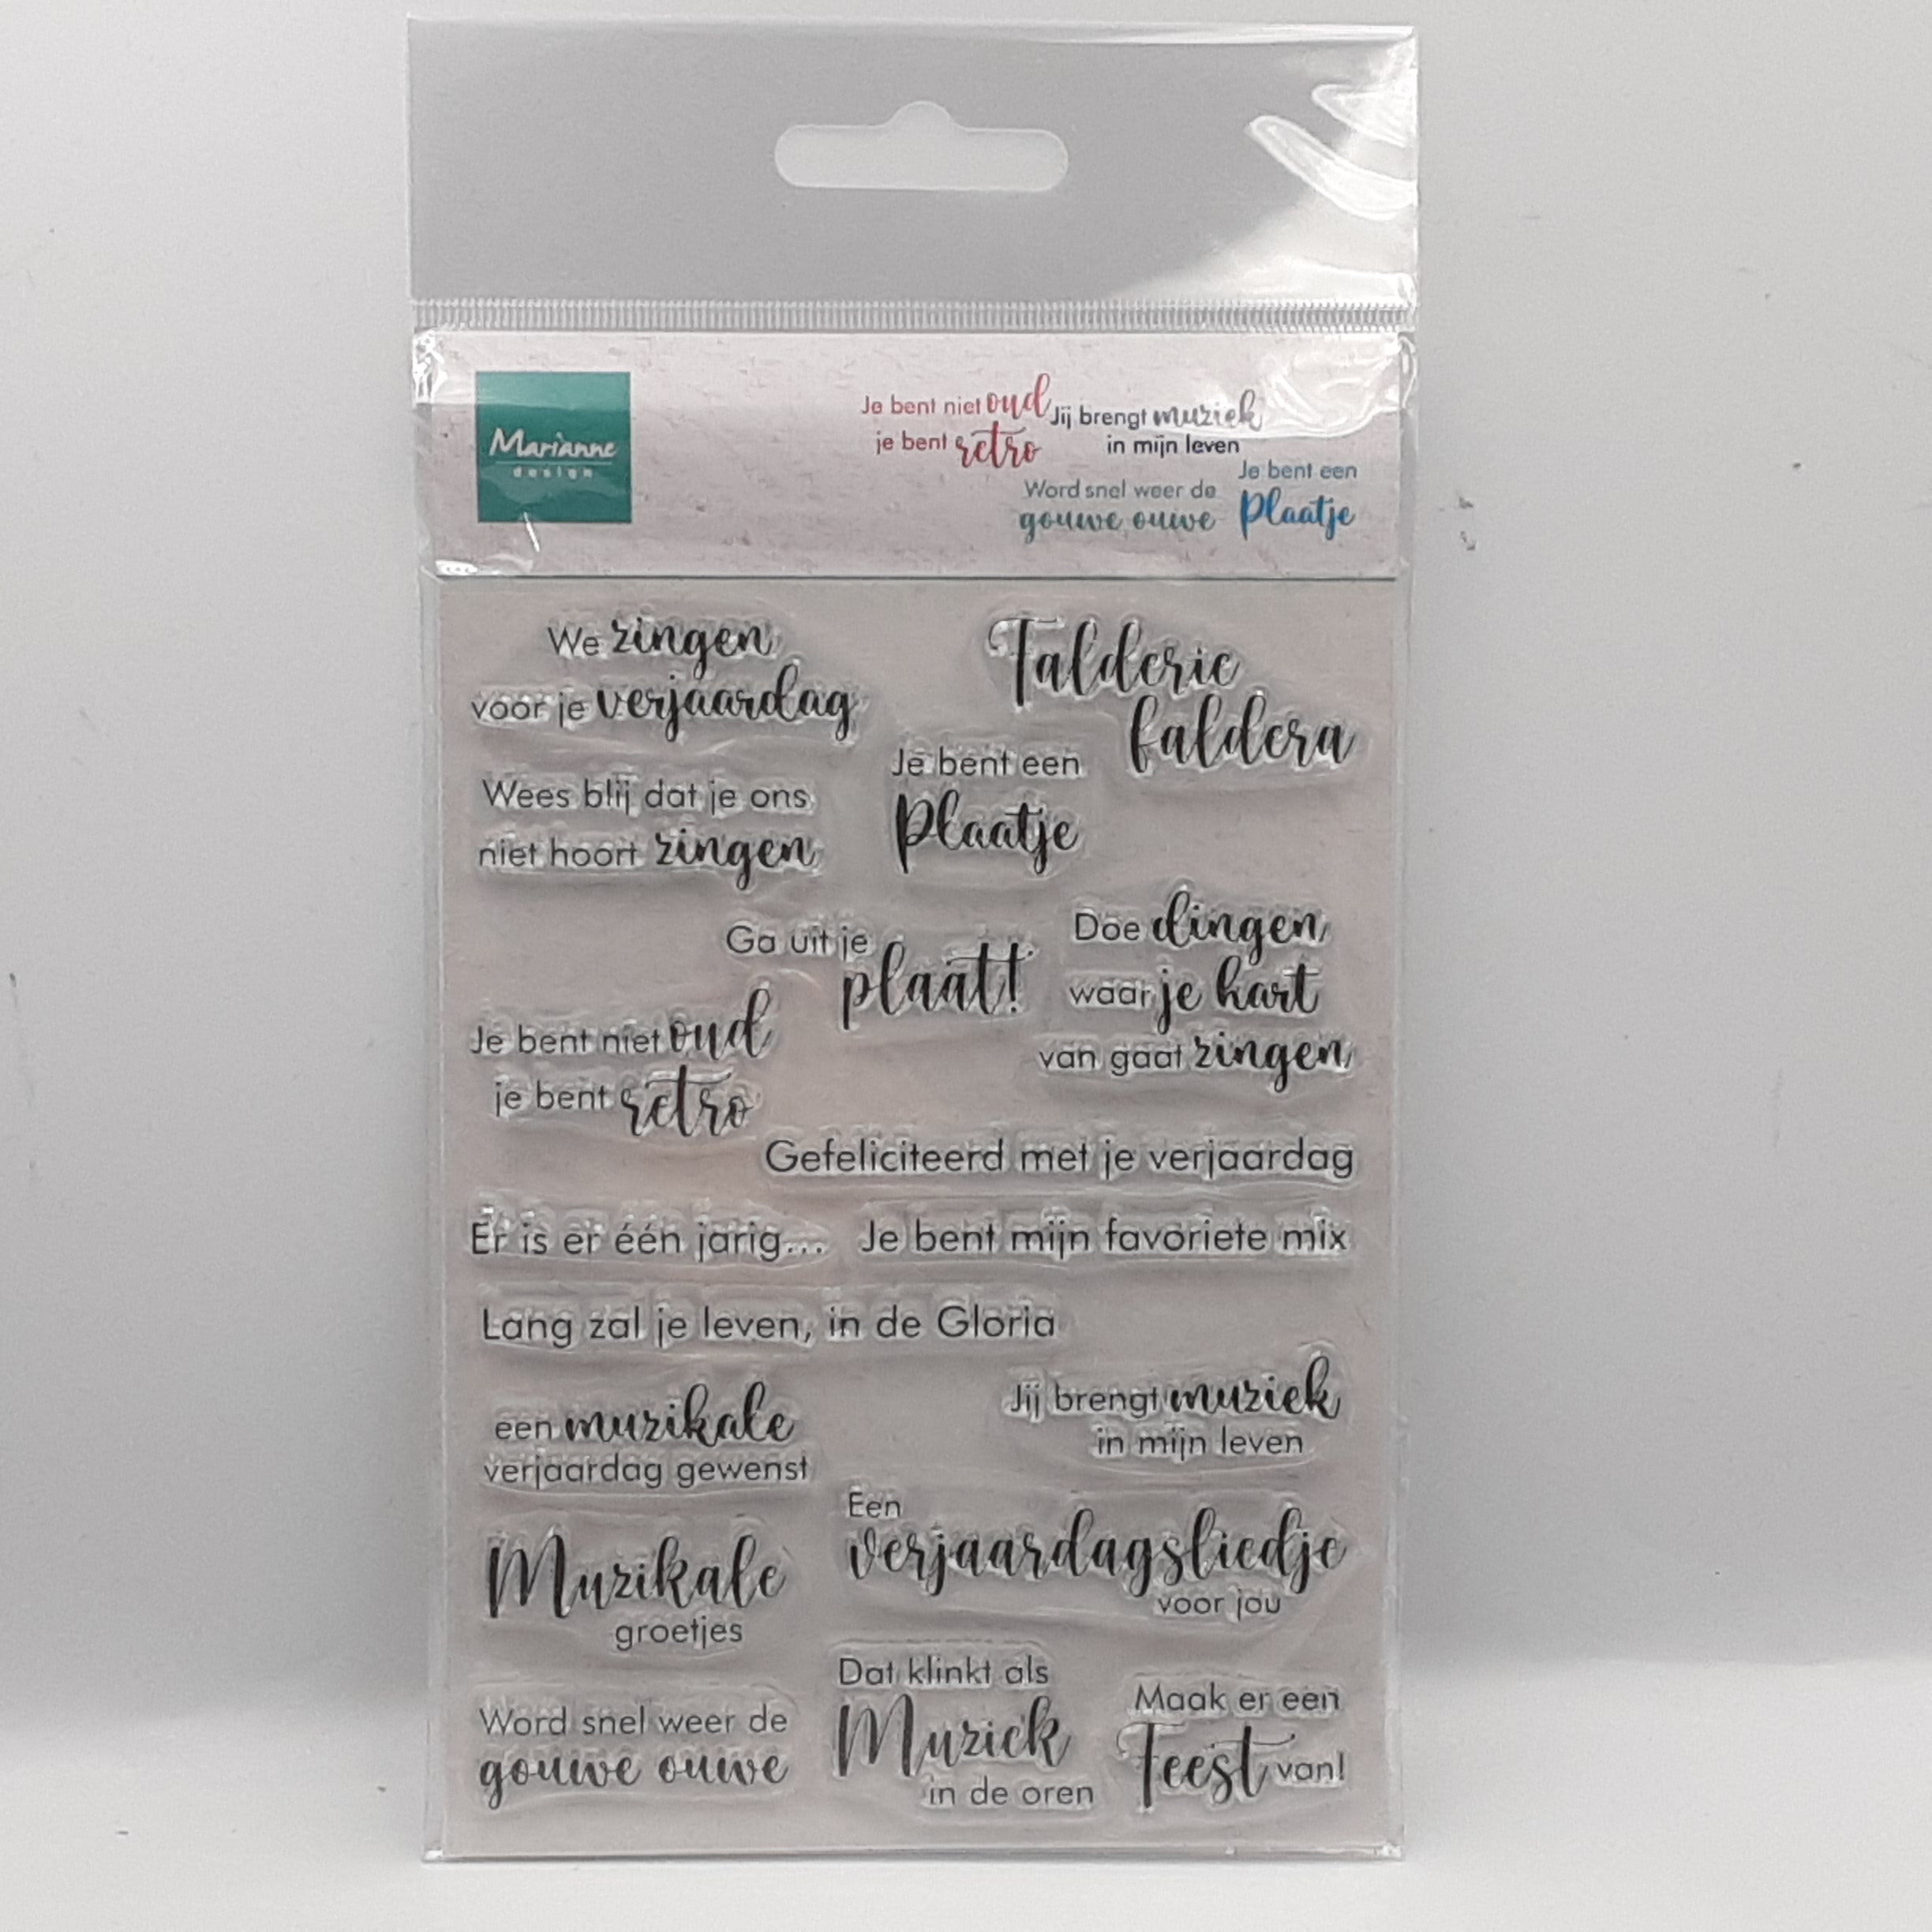 Marianne
design
Je bent niet oud
je bent retro
Jij brengt muziek
in mijn leven
Word snel weer de
gouwe ouwe
Je bent een
Plaatje
We zingen
voor je verjaardag
Falderie
faldera
Wees blij dat je ons
niet hoort zingen
Je bent een
Plaatje
Ga uit je
plaat!
Doe dingen
waar je hart
van gaat zingen
Je bent niet oud
je bent retro
Gefeliciteerd met je verjaardag
Er is er één jarig...
Je bent mijn favoriete mix
Lang zal je leven, in de Gloria
een muzikale
verjaardag gewenst
Jij brengt muziek
in mijn leven
Muzikale
groetjes
Een
verjaardagsliedje
voor jou
Word snel weer de
gouwe ouwe
Dat klinkt als
Muziek
in de oren
Maak er een
Feest van!